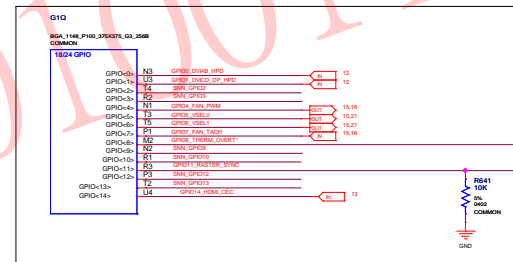 G1Q
BGA_1148_P100_375X375_G3_256B
COMMON
18/24 GPIO
GPIO<0> N3 GPIO0_DVIAB_HPD IN 12
GPIO<1> U3 GPIO1_DVICD_DP_HPD IN 12
GPIO<2> T4 SNN_GPIO2
GPIO<3> R2 SNN_GPIO3
GPIO<4> N1 GPIO4_FAN_PWM OUT 15,16
GPIO<5> T3 GPIO5_VSEL0 OUT 15,21
GPIO<6> T5 GPIO6_VSEL1 OUT 15,21
GPIO<7> P1 GPIO7_FAN_TACH IN 15,16
GPIO<8> M2 GPIO8_THERM_OVERT*
GPIO<9> N2 SNN_GPIO9
GPIO<10> R1 SNN_GPIO10
GPIO<11> R3 GPIO11_RASTER_SYNC
GPIO<12> P3 SNN_GPIO12
GPIO<13> T2 SNN_GPIO13
GPIO<14> U4 GPIO14_HDMI_CEC IN 13
R641
10K
5%
0402
COMMON
GND